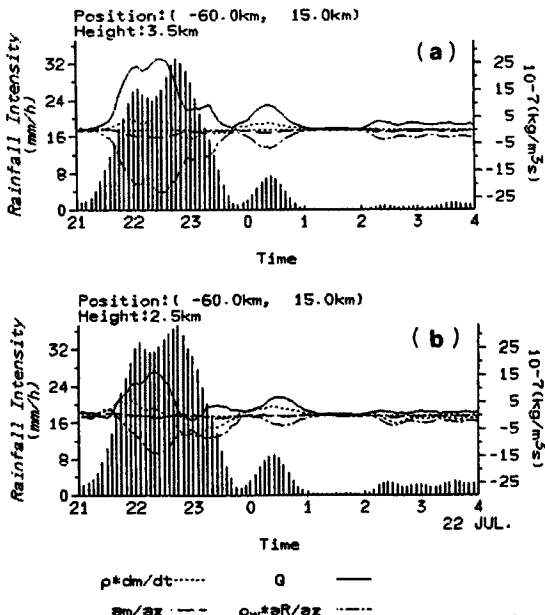 Position:( -60.0km, 15.0km)
Height:3.5km
(a)
Rainfall Intensity
(mm/h)
32
24
16
8
0
25
15
5
-5
-15
-25
10-7(kg/m³s)
21 22 23 0 1 2 3 4
Time
Position:( -60.0km, 15.0km)
Height:2.5km
(b)
Rainfall Intensity
(mm/h)
32
24
16
8
0
25
15
5
-5
-15
-25
10-7(kg/m³s)
21 22 23 0 1 2 3 4
22 JUL.
Time
ρ*dm/dt Q
∂m/∂z ρw*∂R/∂z